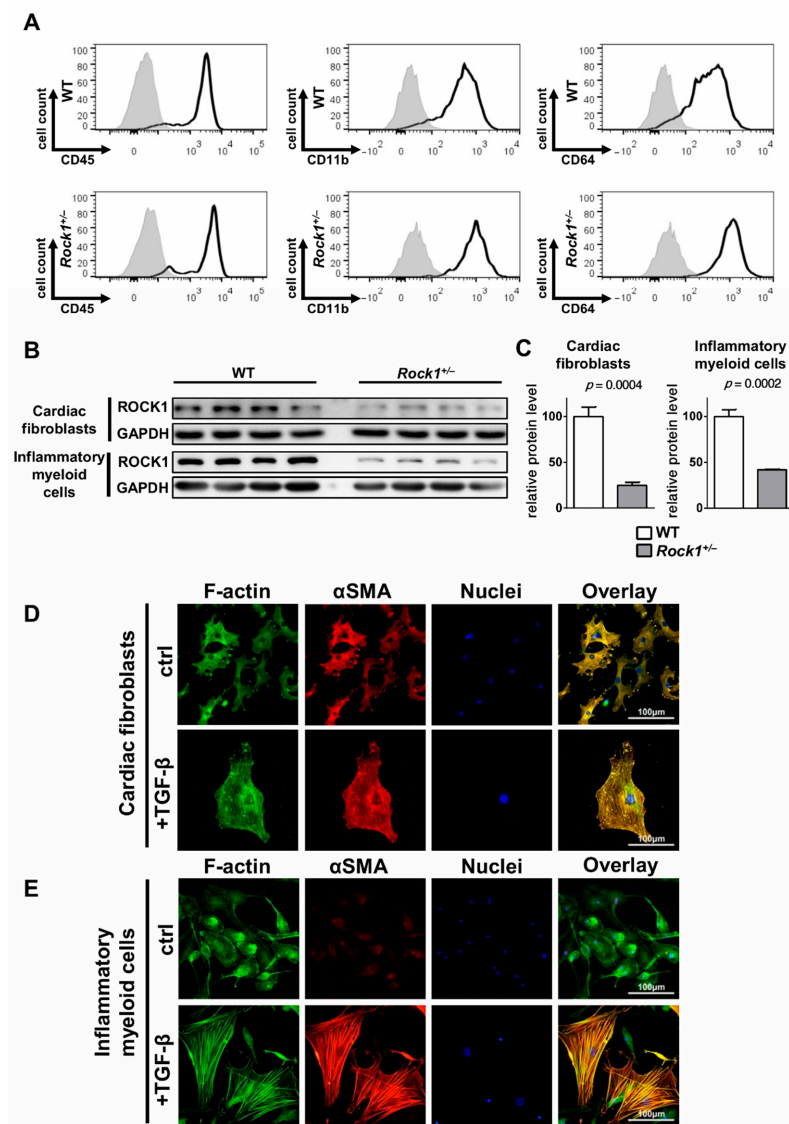 A
100
80
60
40
20
0
WT
cell count
0 10³ 10⁴ 10⁵
CD45
100
80
60
40
20
0
WT
cell count
−10² 0 10² 10³ 10⁴
CD11b
100
80
60
40
20
0
WT
cell count
−10² 0 10² 10³ 10⁴
CD64
100
80
60
40
20
0
Rock1+/−
cell count
0 10³ 10⁴ 10⁵
CD45
100
80
60
40
20
0
Rock1+/−
cell count
−10² 0 10² 10³ 10⁴
CD11b
100
80
60
40
20
0
Rock1+/−
cell count
−10² 0 10² 10³ 10⁴
CD64
B
WT Rock1+/−
Cardiac
fibroblasts
ROCK1
GAPDH
Inflammatory
myeloid
cells
ROCK1
GAPDH
C
Cardiac
fibroblasts
p = 0.0004
relative protein level
100
50
0
Inflammatory
myeloid cells
p = 0.0002
relative protein level
100
50
0
WT
Rock1+/−
D
F-actin αSMA Nuclei Overlay
Cardiac fibroblasts
ctrl
100µm
+TGF-β
100µm
E
F-actin αSMA Nuclei Overlay
Inflammatory
myeloid cells
ctrl
100µm
+TGF-β
100µm